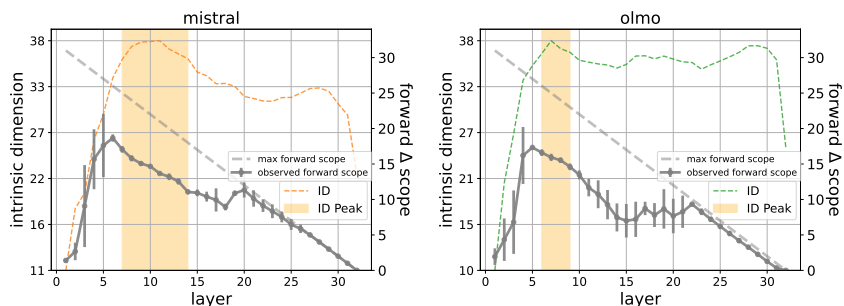 mistral
38
33
27
22
16
11
intrinsic dimension
30
25
20
15
10
5
0
forward Δ scope
max forward scope
observed forward scope
ID
ID Peak
0
5
10
15
20
25
30
layer
olmo
38
32
27
21
16
10
intrinsic dimension
30
25
20
15
10
5
0
forward Δ scope
max forward scope
observed forward scope
ID
ID Peak
0
5
10
15
20
25
30
layer